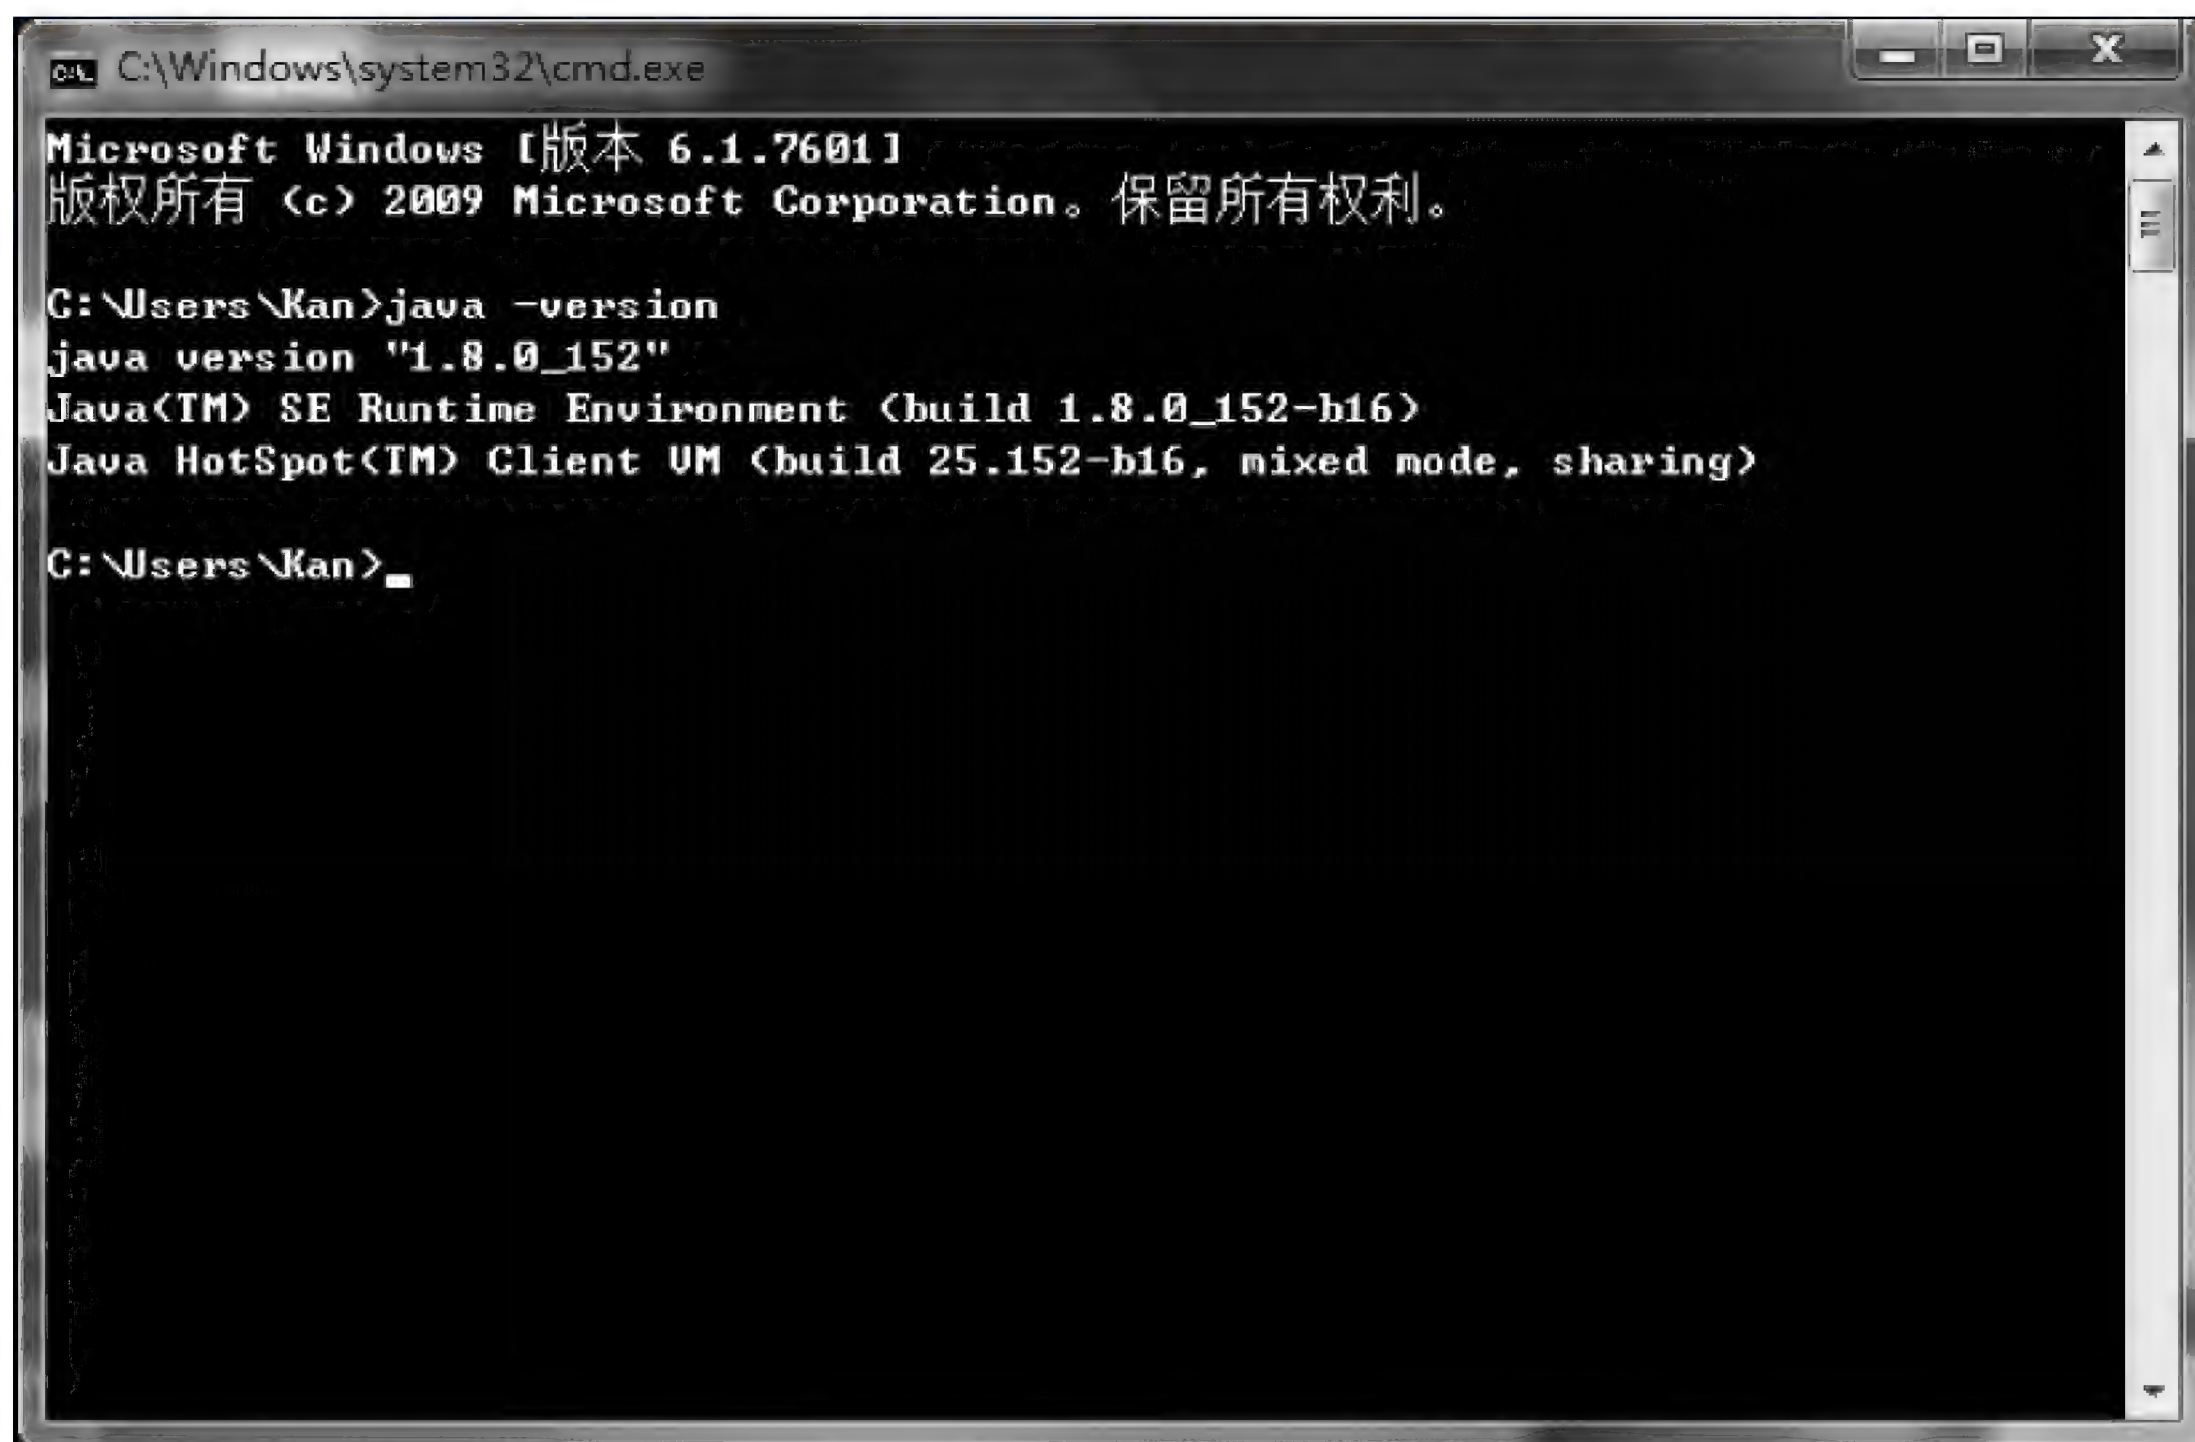 C:\Windows\system32\cmd.exe
Microsoft Windows [版本 6.1.7601]
版权所有 (c) 2009 Microsoft Corporation。保留所有权利。
C:\Users\Kan>java -version
java version "1.8.0_152"
Java(TM) SE Runtime Environment (build 1.8.0_152-b16)
Java HotSpot(TM) Client VM (build 25.152-b16, mixed mode, sharing)
C:\Users\Kan>_